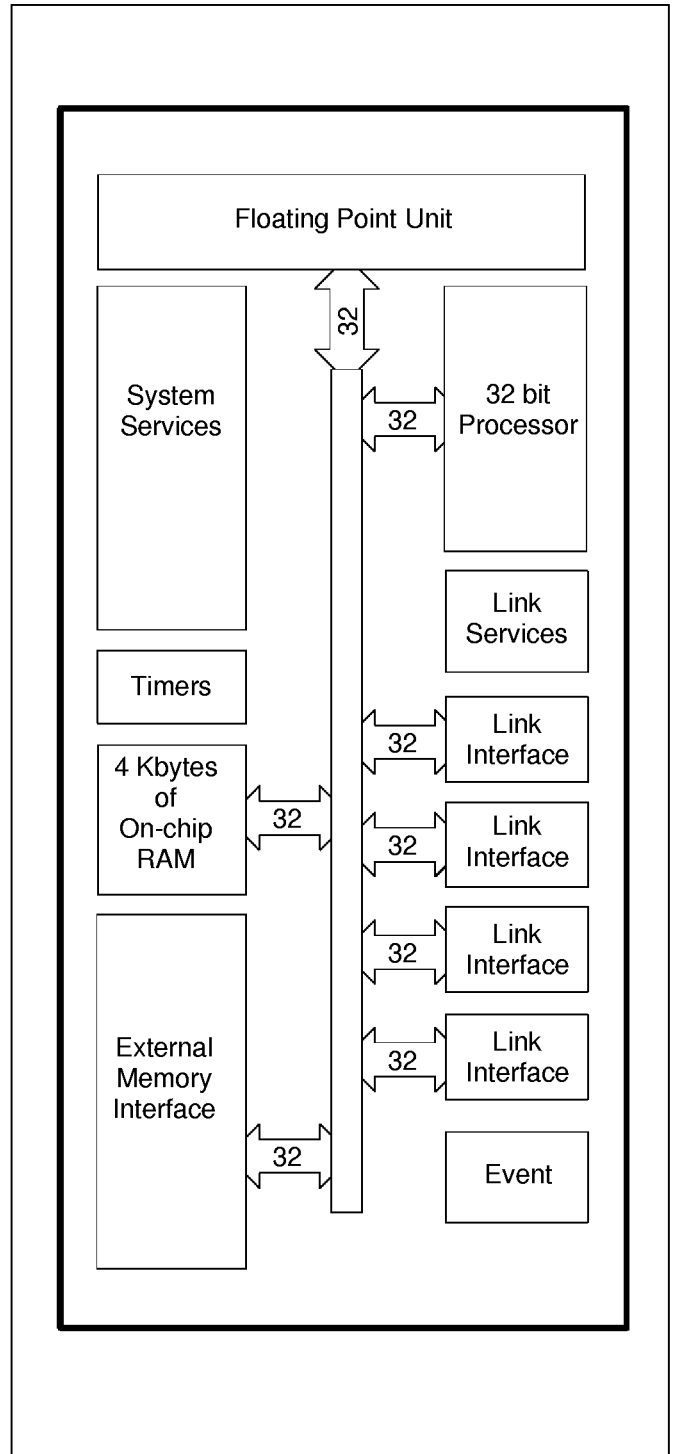 Floating Point Unit
32
System
Services
32
32 bit
Processor
Link
Services
Timers
32
Link
Interface
4 Kbytes
of
On-chip
RAM
32
32
Link
Interface
32
Link
Interface
External
Memory
Interface
32
Link
Interface
32
Event